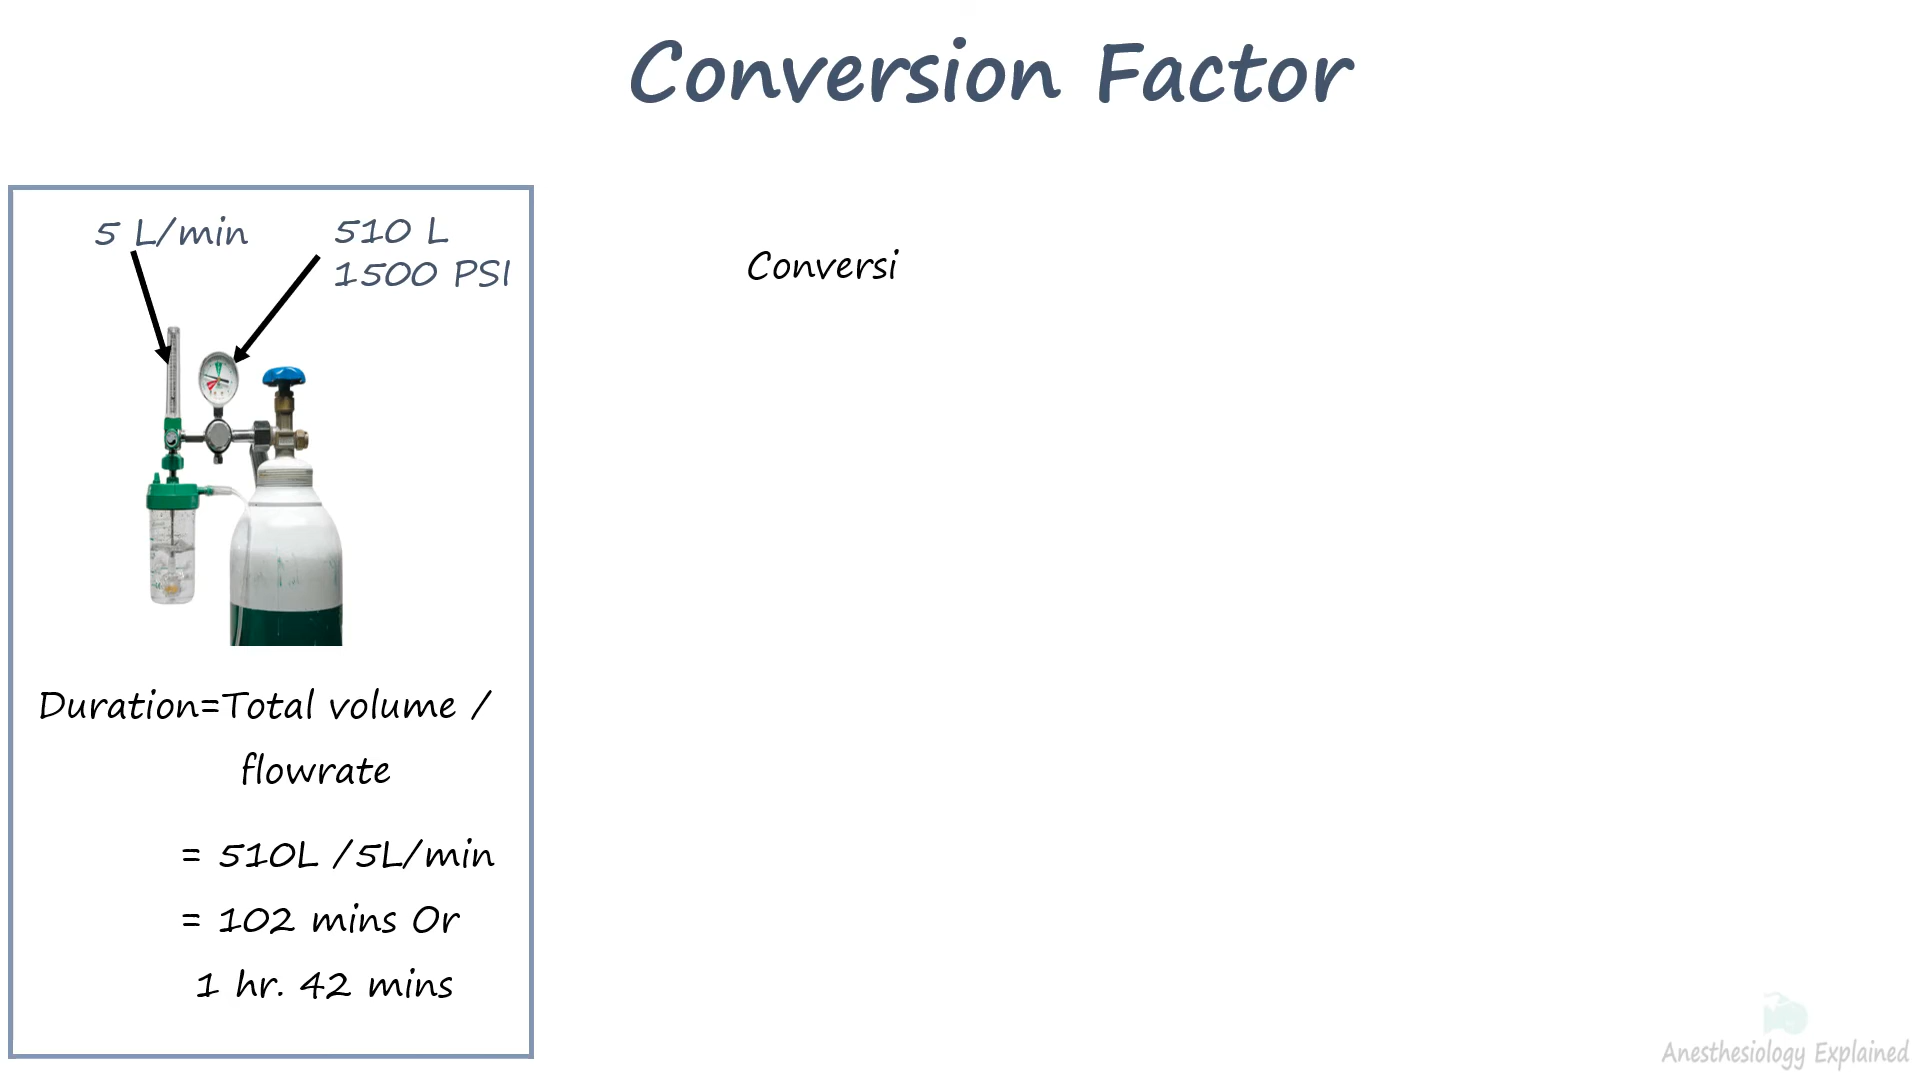 Conversion Factor
5 L/min
510 L
1500 PSI
Conversi
Duration=Total volume /
flowrate
= 510L /5L/min
= 102 mins Or
1 hr. 42 mins
Anesthesiology Explained